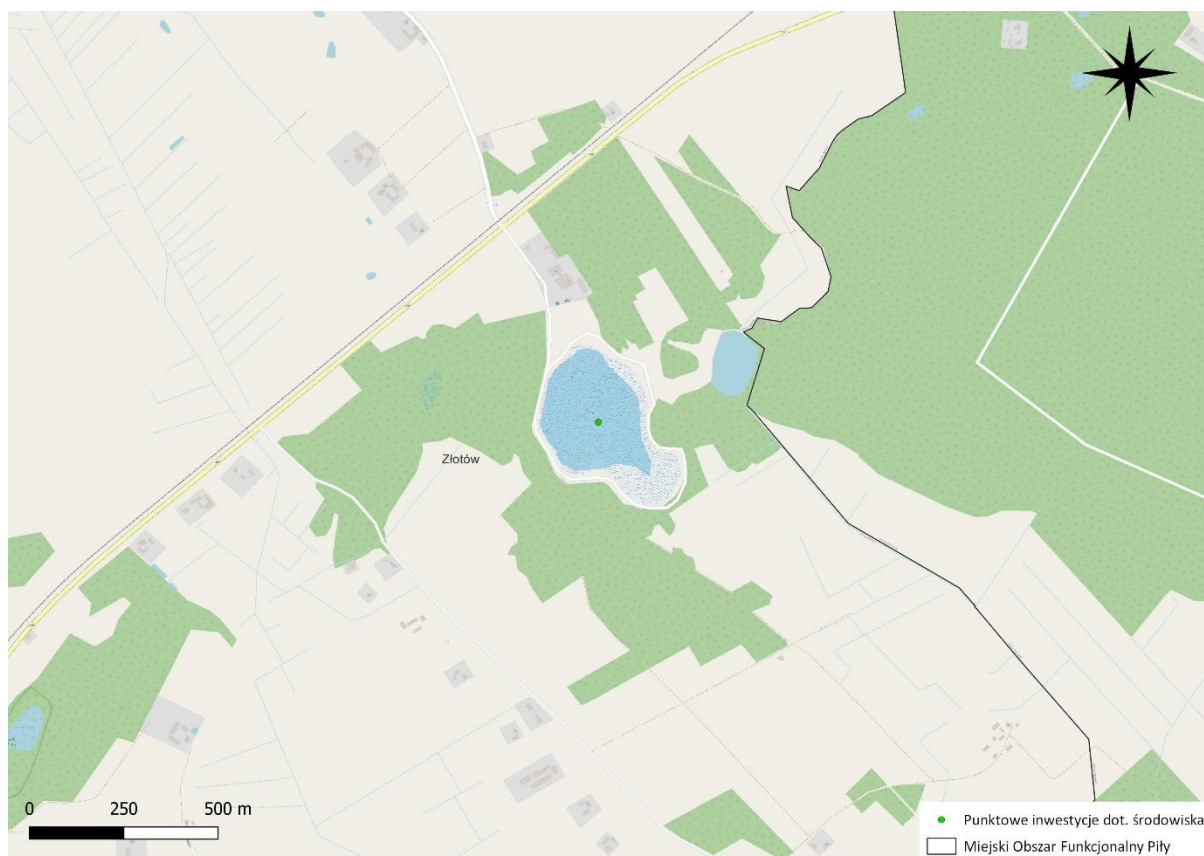 Złotów
0 250 500 m
Punktowe inwestycje dot. środowiska
Miejski Obszar Funkcjonalny Piły